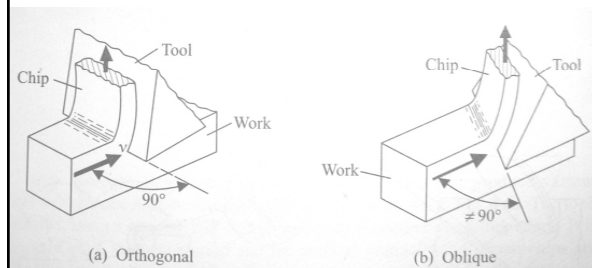 Tool
Chip
Work
v
90°
(a) Orthogonal
Chip
Tool
Work
≠90°
(b) Oblique